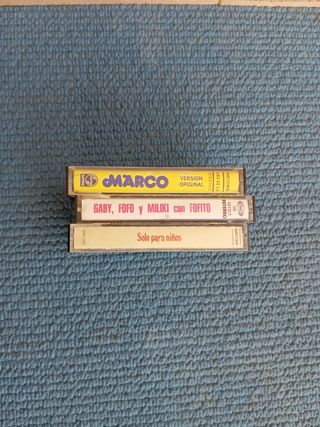 MARCO
VERSION
ORIGINAL
GABY, FOFO y MILIKI con FOFITO
Solo para niños